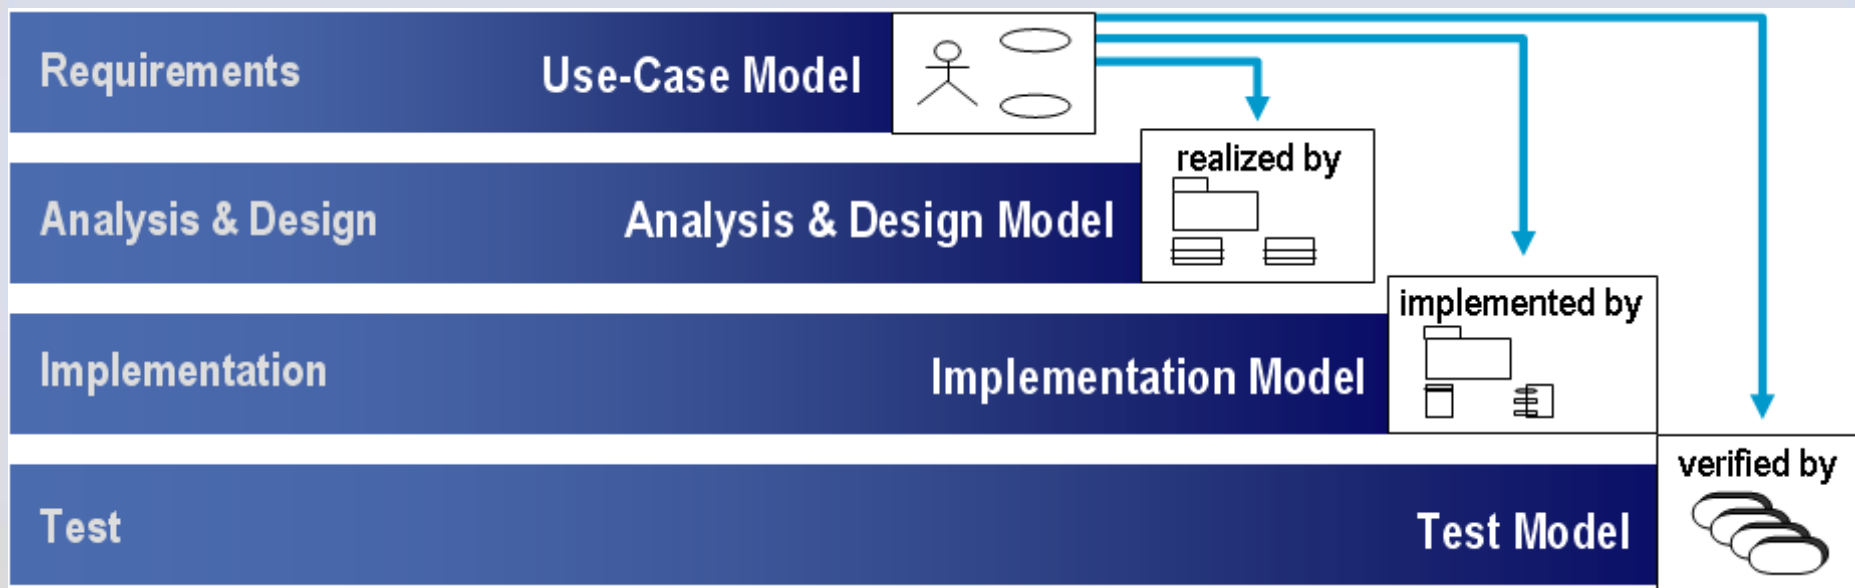 Requirements
Use-Case Model
realized by
Analysis & Design
Analysis & Design Model
implemented by
Implementation
Implementation Model
verified by
Test
Test Model